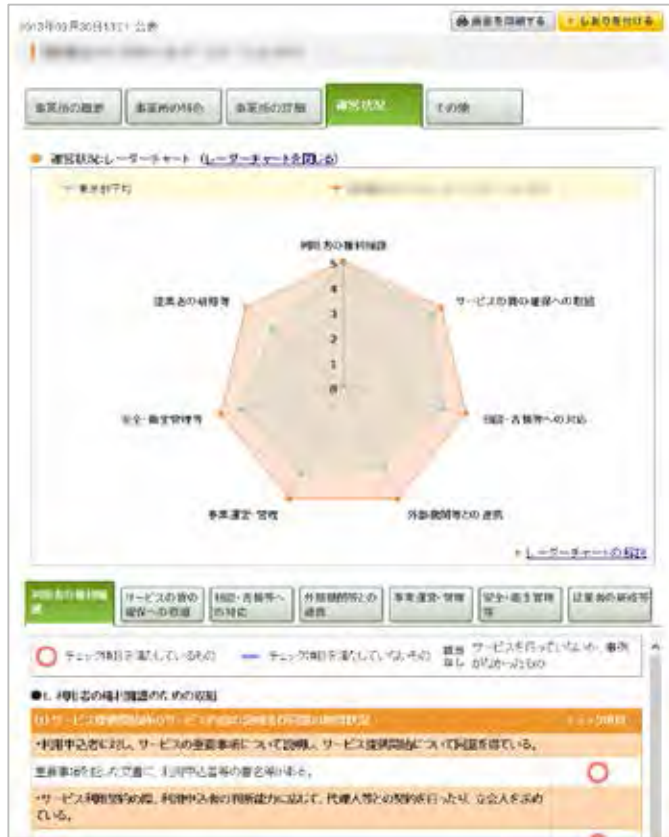 画面を印刷する
しおりを付ける
事業所の概要
事業所の特色
事業所の詳細
運営状況
その他
運営状況:レーダーチャート (レーダーチャートを閉じる)
利用者の権利擁護
5
従業者の研修等
サービスの質の確保への取組
4
3
2
1
0
安全・衛生管理等
相談・苦情等への対応
事業運営・管理
外部機関等との連携
レーダーチャートの解説
利用者の権利擁護
サービスの質の確保への取組
相談・苦情等への対応
外部機関等との連携
事業運営・管理
安全・衛生管理等
従業者の研修等
チェック項目を満たしているもの
チェック項目を満たしていないもの
該当なし
サービスを行っていないか、事例がなかったもの
●1. 利用者の権利擁護のための取組
・利用申込者に対し、サービスの重要事項について説明し、サービス提供開始について同意を得ている。
重要事項を記した文書に、利用申込者等の署名等がある。
・サービス利用契約の際、利用申込者の判断能力に応じて、代理人等との契約を行ったり、立会人を求めている。